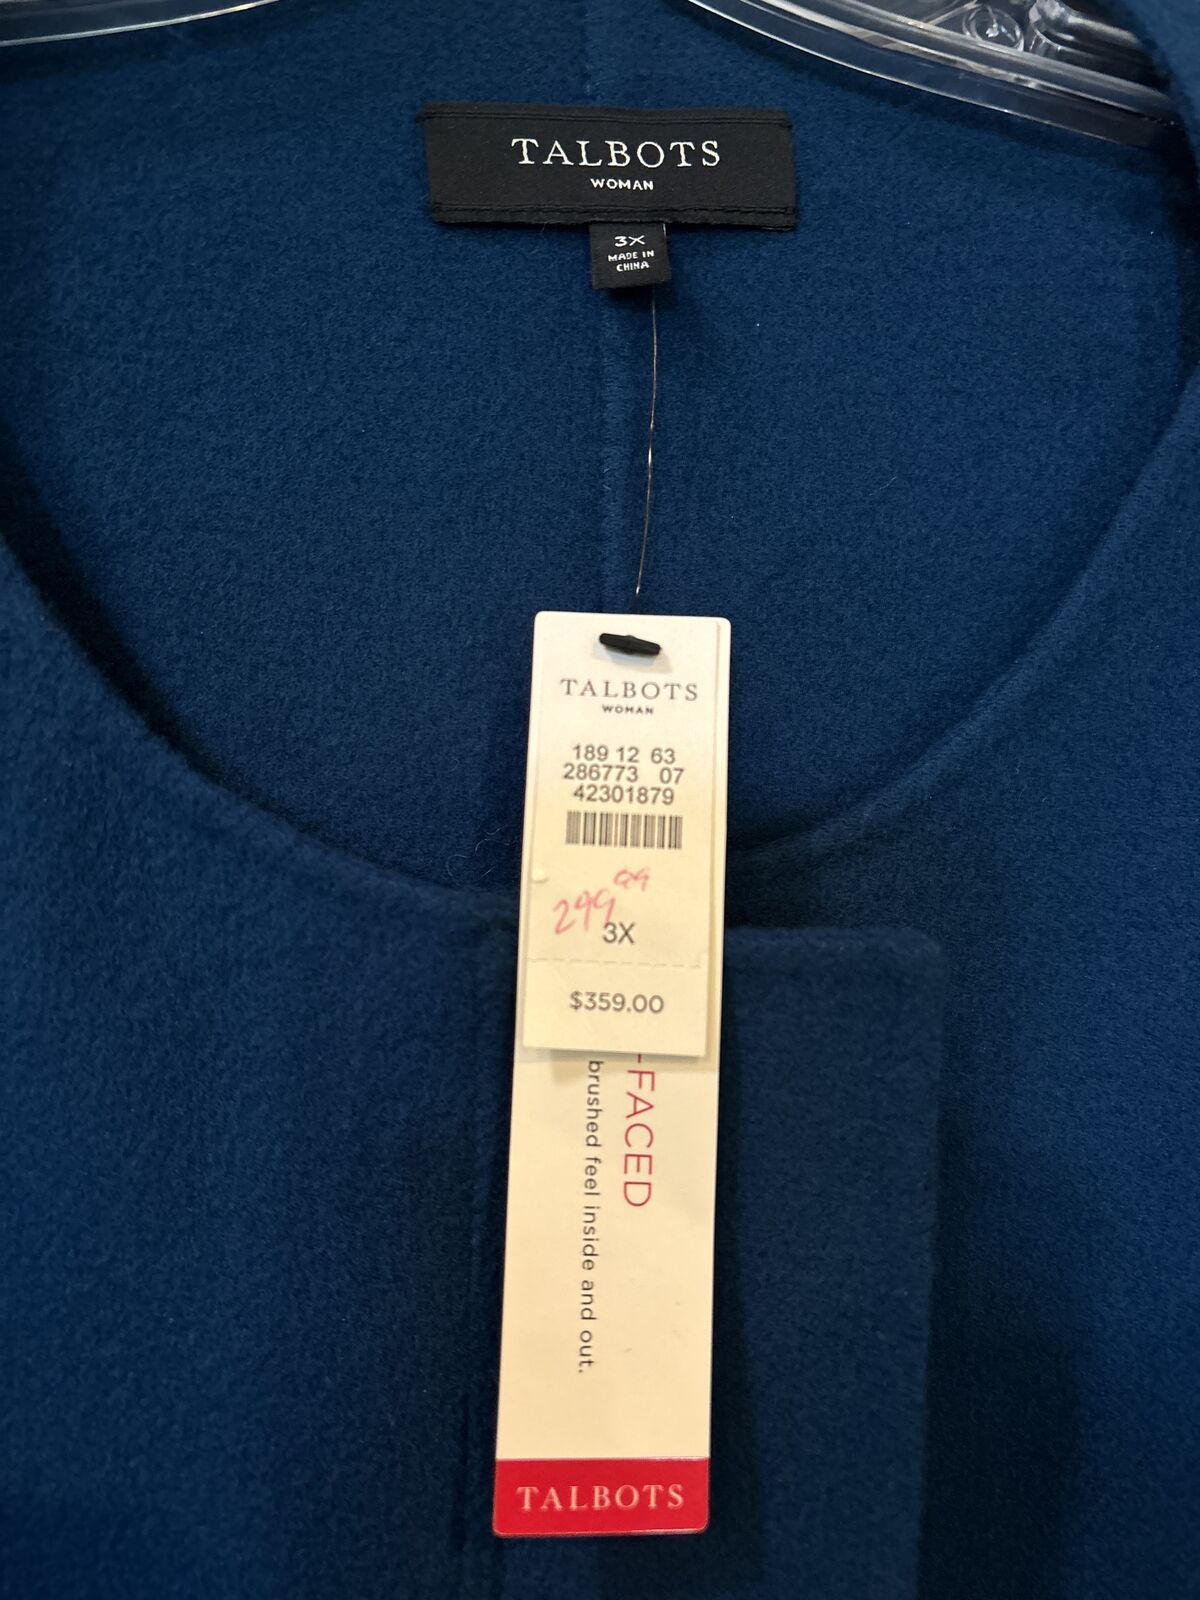 TALBOTS
WOMAN
3X
MADE IN
CHINA
TALBOTS
WOMAN
189 12 63
286773 07
42301879
299 99
3X
$359.00
-FACED
brushed feel inside and out.
TALBOTS